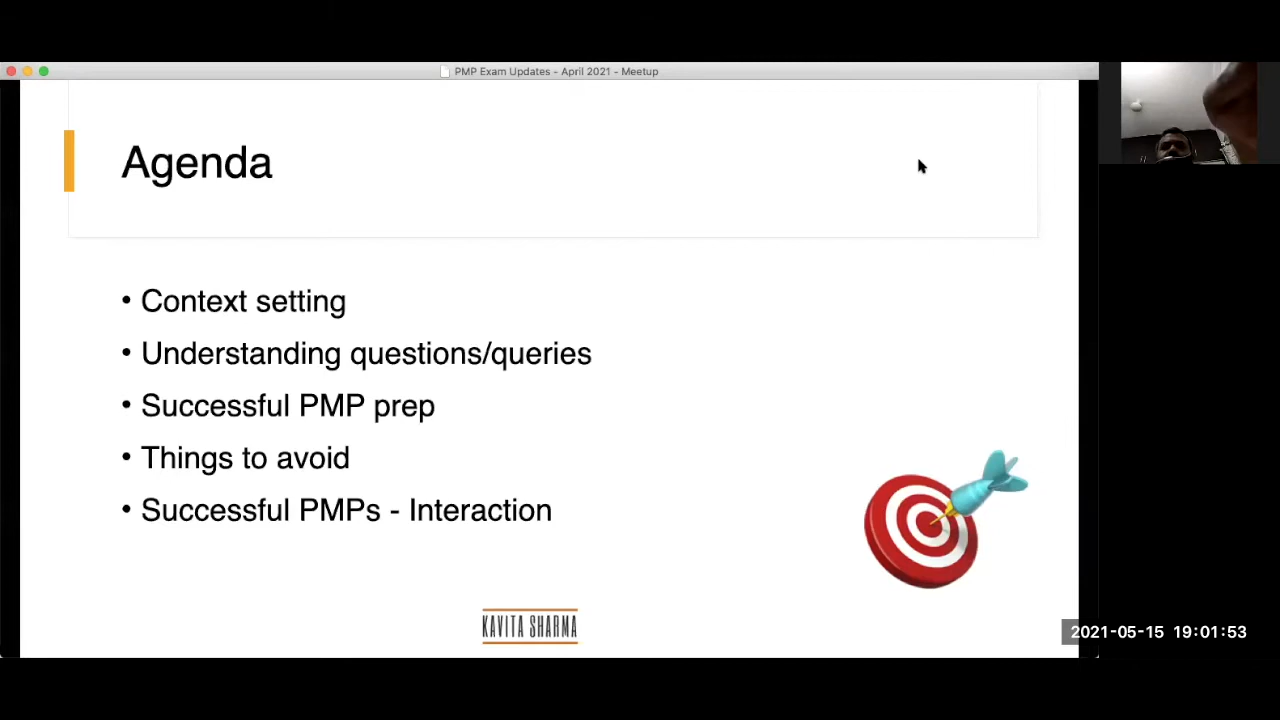 PMP Exam Updates - April 2021 - Meetup
Agenda
• Context setting
• Understanding questions/queries
• Successful PMP prep
• Things to avoid
• Successful PMPs - Interaction
KAVITA SHARMA
2021-05-15 19:01:53